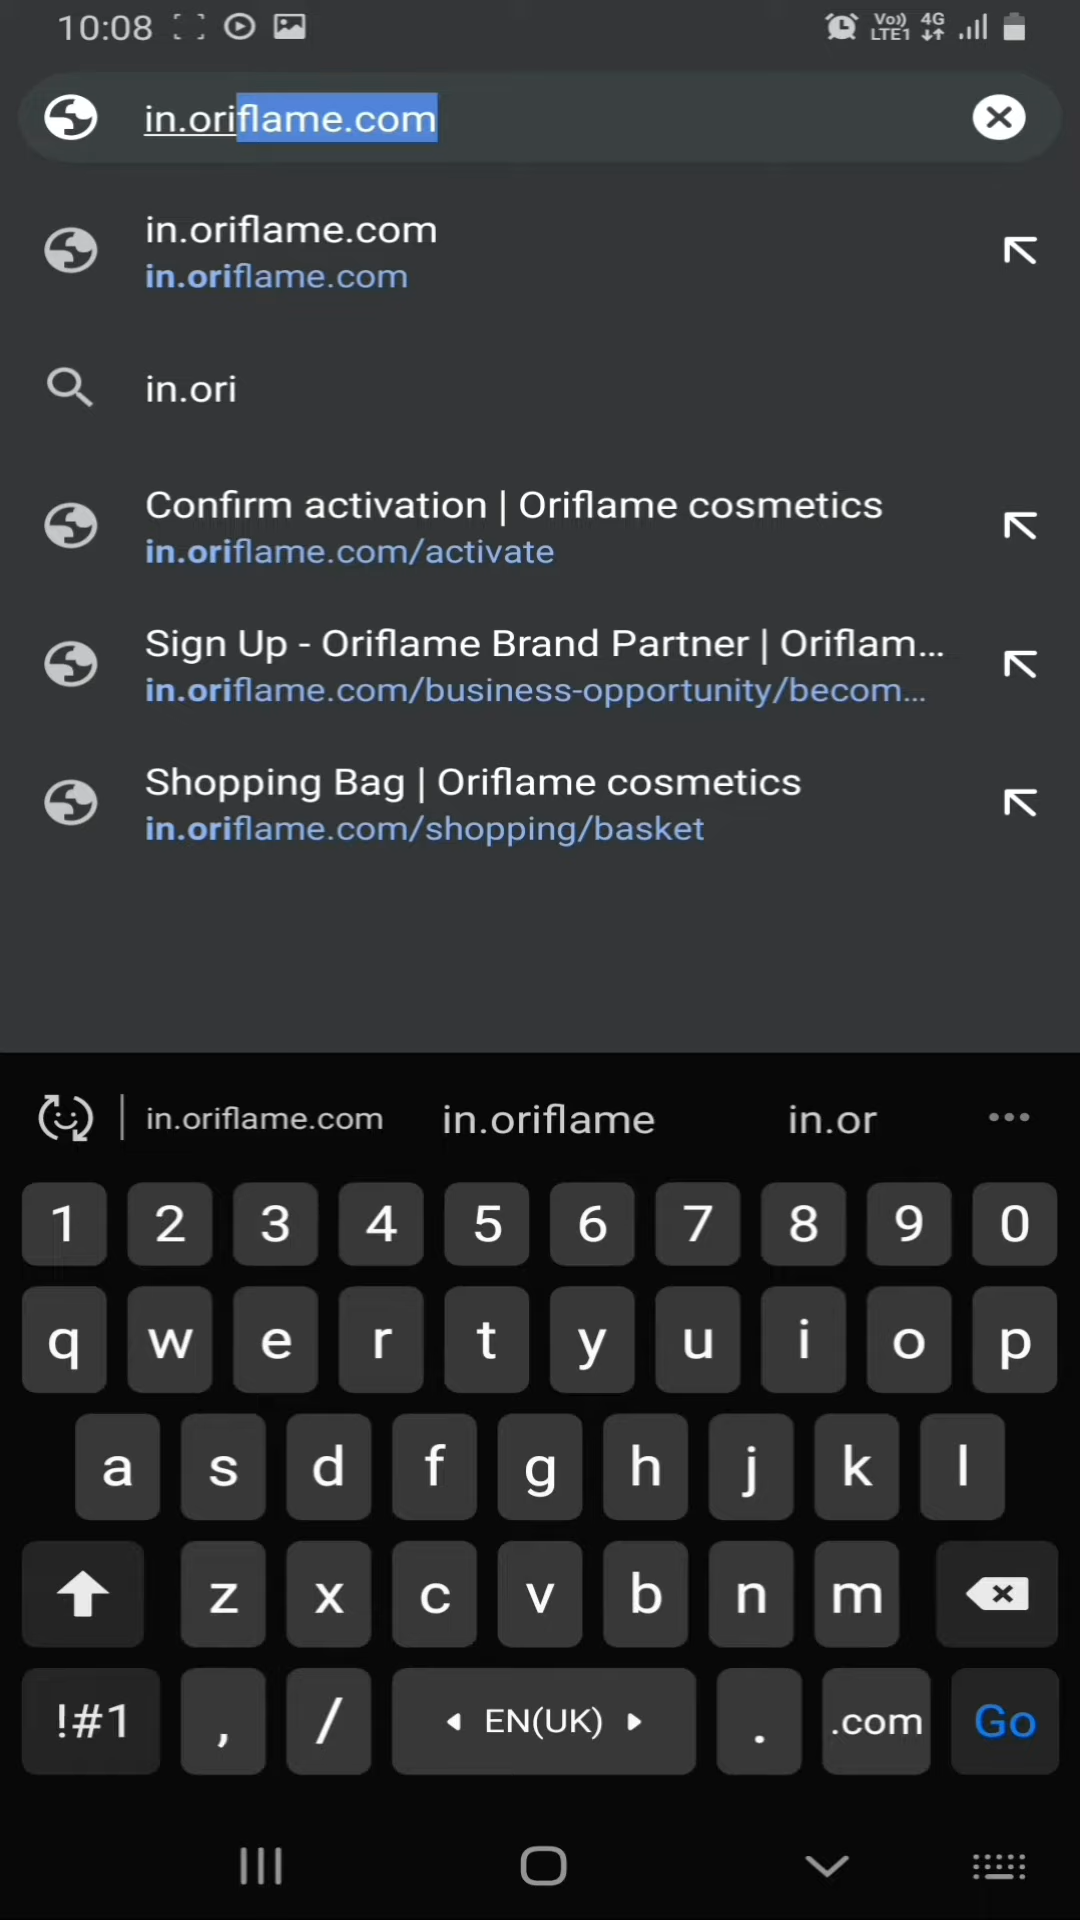 10:08 Vo)) LTE1 4G
in.oriflame.com
in.oriflame.com
in.oriflame.com
in.ori
Confirm activation | Oriflame cosmetics
in.oriflame.com/activate
Sign Up - Oriflame Brand Partner | Oriflam...
in.oriflame.com/business-opportunity/becom...
Shopping Bag | Oriflame cosmetics
in.oriflame.com/shopping/basket
in.oriflame.com in.oriflame in.or
1 2 3 4 5 6 7 8 9 0
q w e r t y u i o p
a s d f g h j k l
z x c v b n m
!#1 , / EN(UK) . .com Go